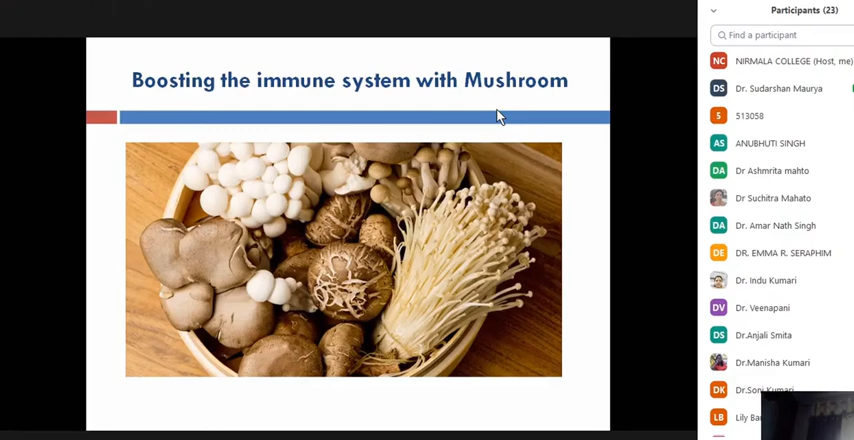 Participants (23)
Find a participant
Boosting the immune system with Mushroom
NC NIRMALA COLLEGE (Host, me)
DS Dr. Sudarshan Maurya
5 513058
AS ANUBHUTI SINGH
DA Dr Ashmrita mahto
Dr Suchitra Mahato
DA Dr. Amar Nath Singh
DE DR. EMMA R. SERAPHIM
Dr. Indu Kumari
DV Dr. Veenapani
DS Dr.Anjali Smita
Dr.Manisha Kumari
DK Dr.Soni Kumari
LB Lily